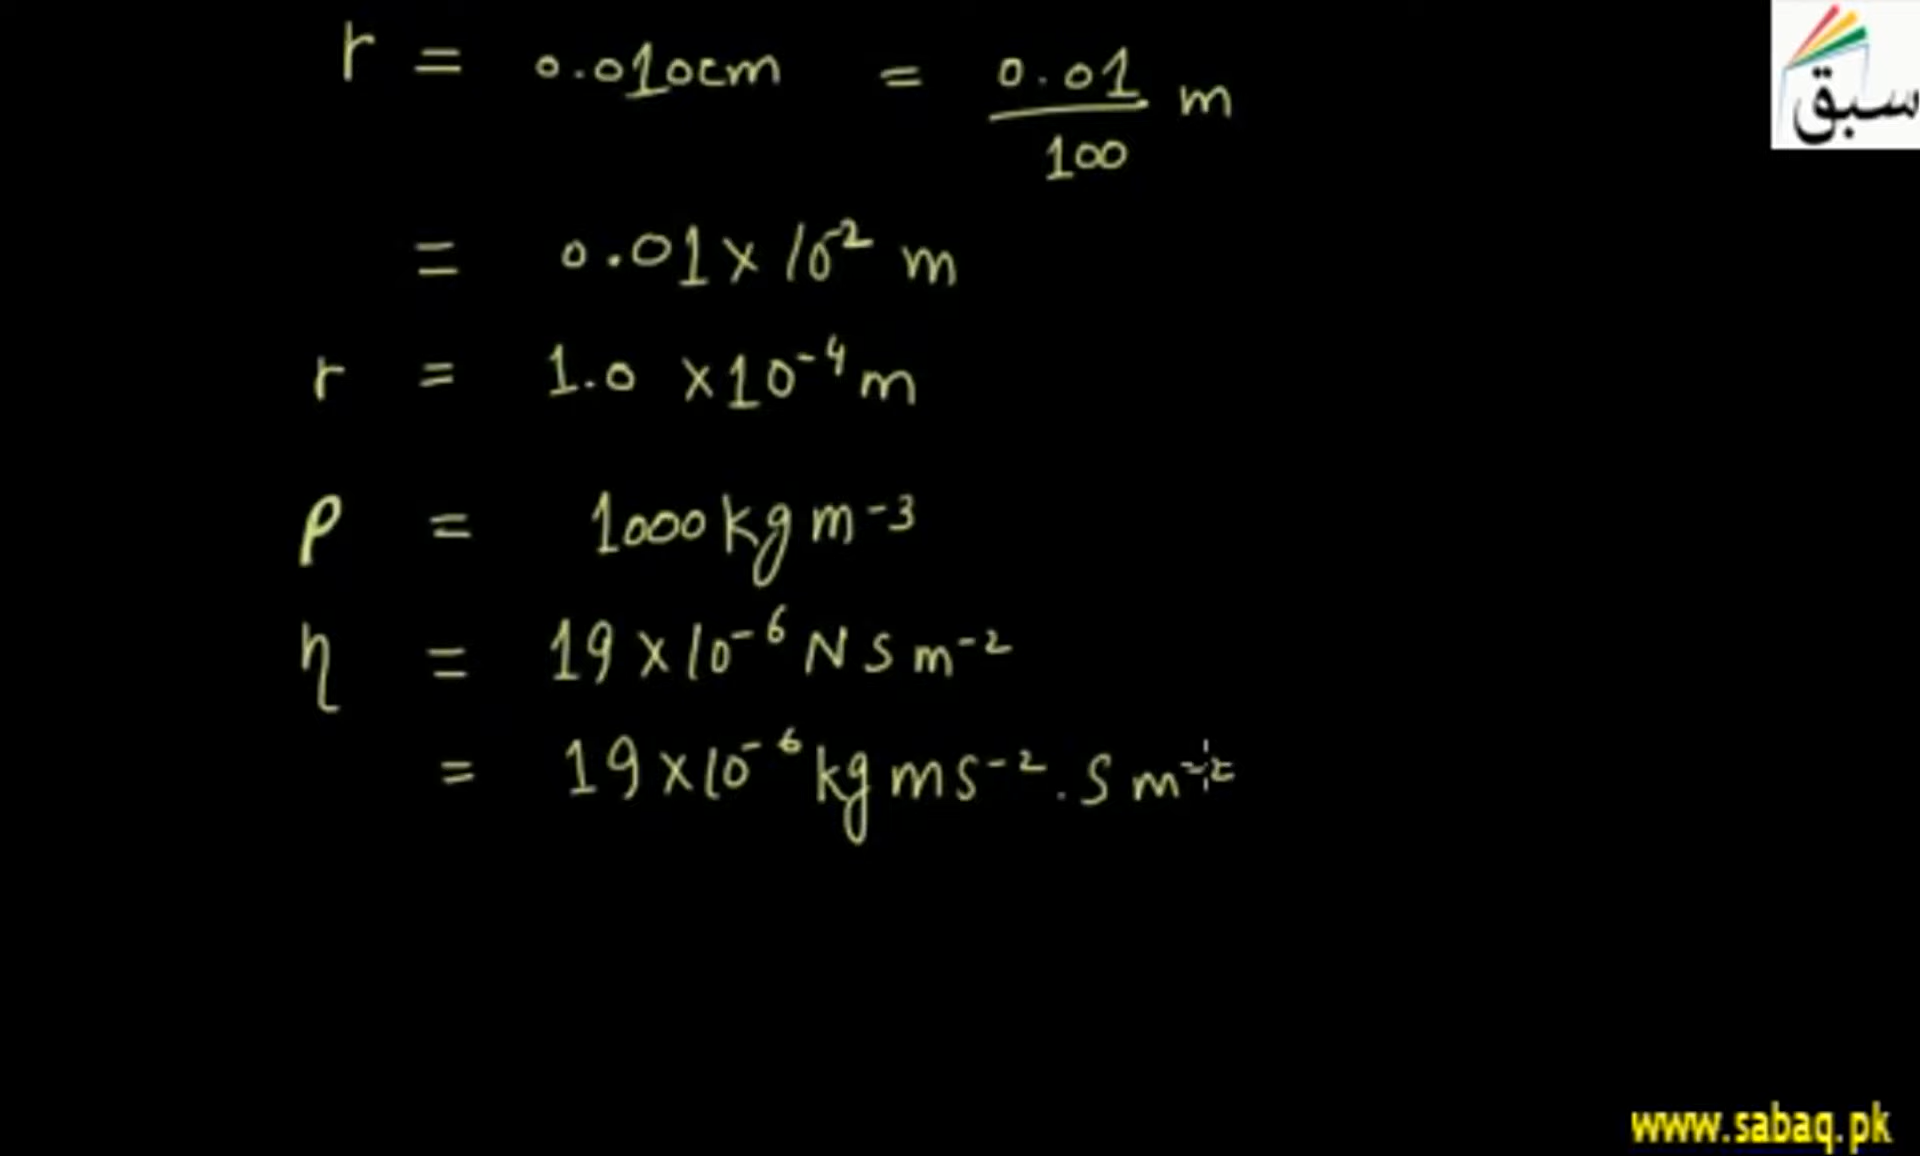 r = 0.010cm = 0.01/100 m
سبق
= 0.01 × 10⁻² m
r = 1.0 × 10⁻⁴ m
ρ = 1000 kg m⁻³
η = 19 × 10⁻⁶ N s m⁻²
= 19 × 10⁻⁶ kg m s⁻² . s m⁻²
www.sabaq.pk